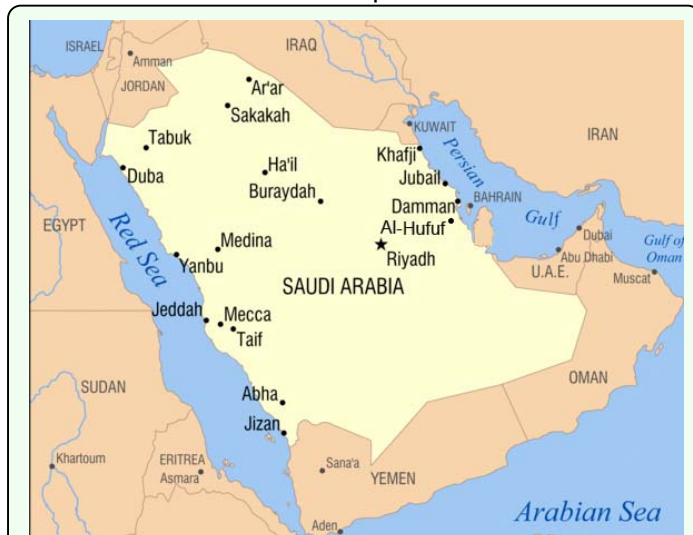 ISRAEL
IRAQ
Amman
JORDAN
Ar'ar
Sakakah
KUWAIT
IRAN
Tabuk
Khafji
Persian
Duba
Ha'il
Jubail
Buraydah
BAHRAIN
Damman
Gulf
EGYPT
Al-Hufuf
Dubai
Red Sea
Medina
Riyadh
Abu Dhabi
Gulf of
Oman
Yanbu
U.A.E.
Muscat
SAUDI ARABIA
Jeddah
Mecca
Taif
SUDAN
OMAN
Abha
Jizan
Khartoum
ERITREA
Asmara
Sana'a
YEMEN
Arabian Sea
Aden